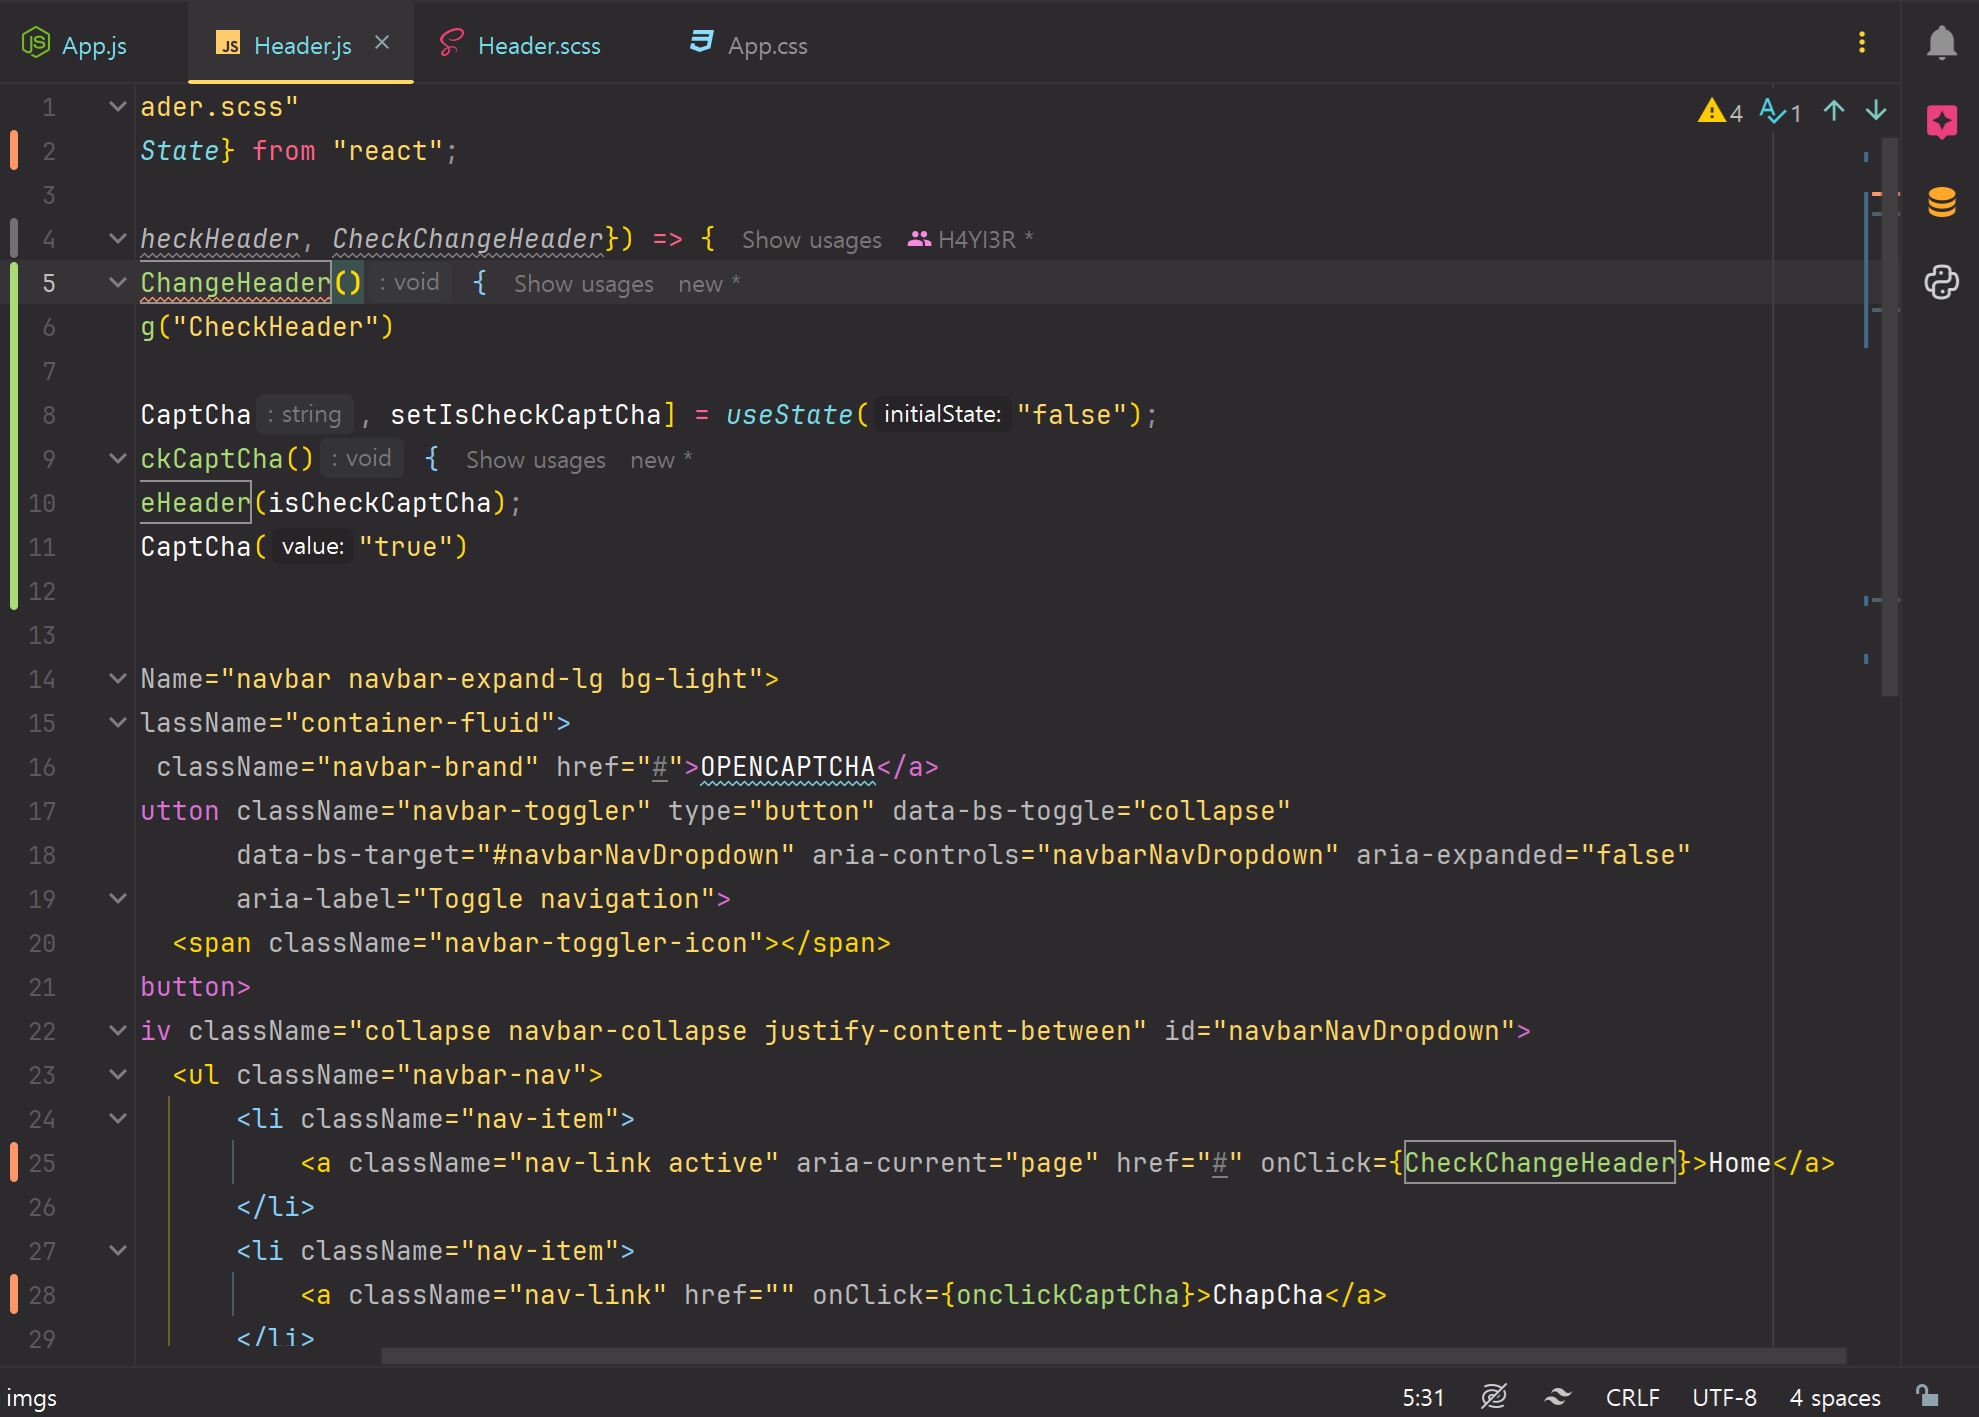 App.js
Header.js
Header.scss
App.css
1 ader.scss"
4 1
2 State} from "react";
3
4 heckHeader, CheckChangeHeader}) => { Show usages H4YI3R *
5 ChangeHeader() : void { Show usages new *
6 g("CheckHeader")
7
8 CaptCha : string , setIsCheckCaptCha] = useState( initialState: "false");
9 ckCaptCha() : void { Show usages new *
10 eHeader(isCheckCaptCha);
11 CaptCha( value: "true")
12
13
14 Name="navbar navbar-expand-lg bg-light">
15 lassName="container-fluid">
16 className="navbar-brand" href="#">OPENCAPTCHA</a>
17 utton className="navbar-toggler" type="button" data-bs-toggle="collapse"
18 data-bs-target="#navbarNavDropdown" aria-controls="navbarNavDropdown" aria-expanded="false"
19 aria-label="Toggle navigation">
20 <span className="navbar-toggler-icon"></span>
21 button>
22 iv className="collapse navbar-collapse justify-content-between" id="navbarNavDropdown">
23 <ul className="navbar-nav">
24 <li className="nav-item">
25 <a className="nav-link active" aria-current="page" href="#" onClick={CheckChangeHeader}>Home</a>
26 </li>
27 <li className="nav-item">
28 <a className="nav-link" href="" onClick={onclickCaptCha}>ChapCha</a>
29 </li>
imgs
5:31
CRLF
UTF-8
4 spaces